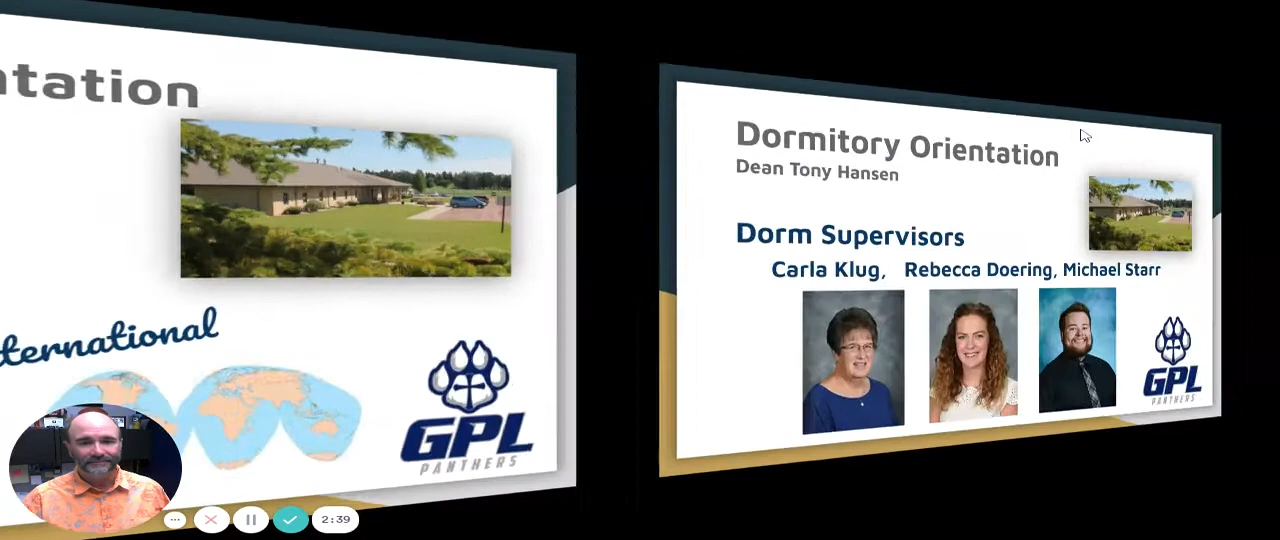 ntation
ternational
GPL
PANTHERS
Dormitory Orientation
Dean Tony Hansen
Dorm Supervisors
Carla Klug, Rebecca Doering, Michael Starr
GPL
PANTHERS
2:39